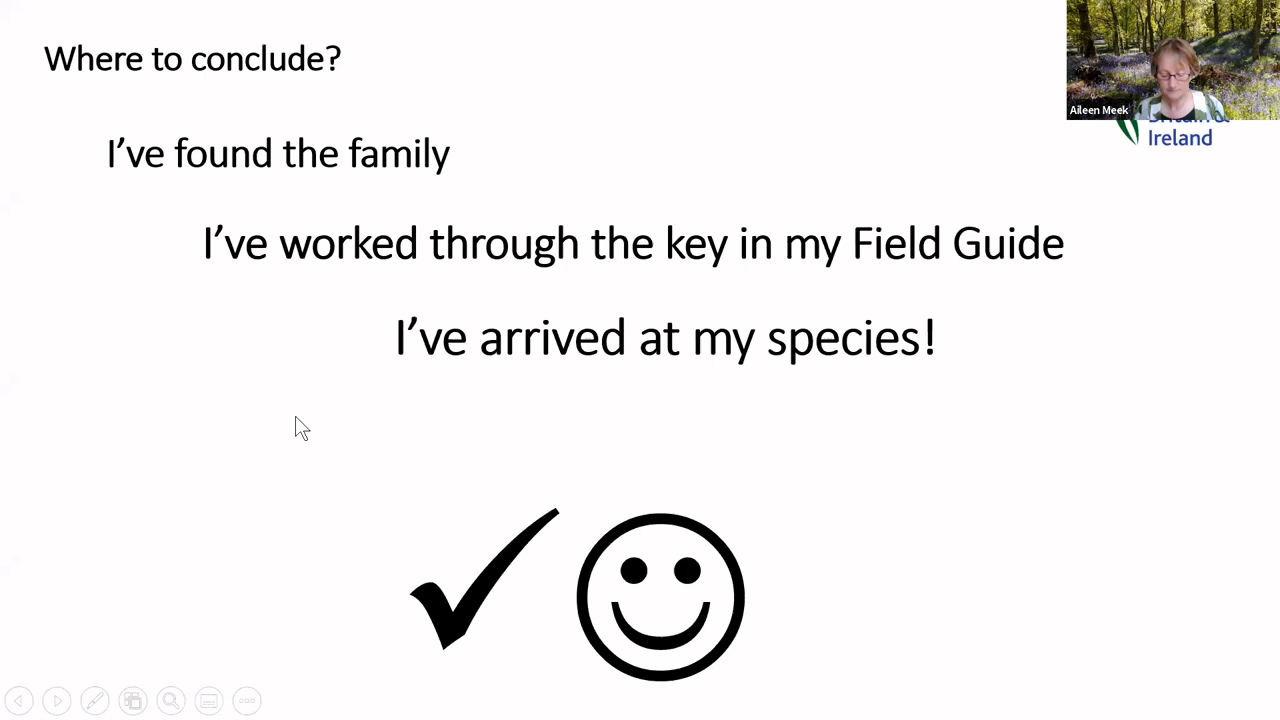 Where to conclude?
Aileen Meek
Ireland
I've found the family
I've worked through the key in my Field Guide
I've arrived at my species!